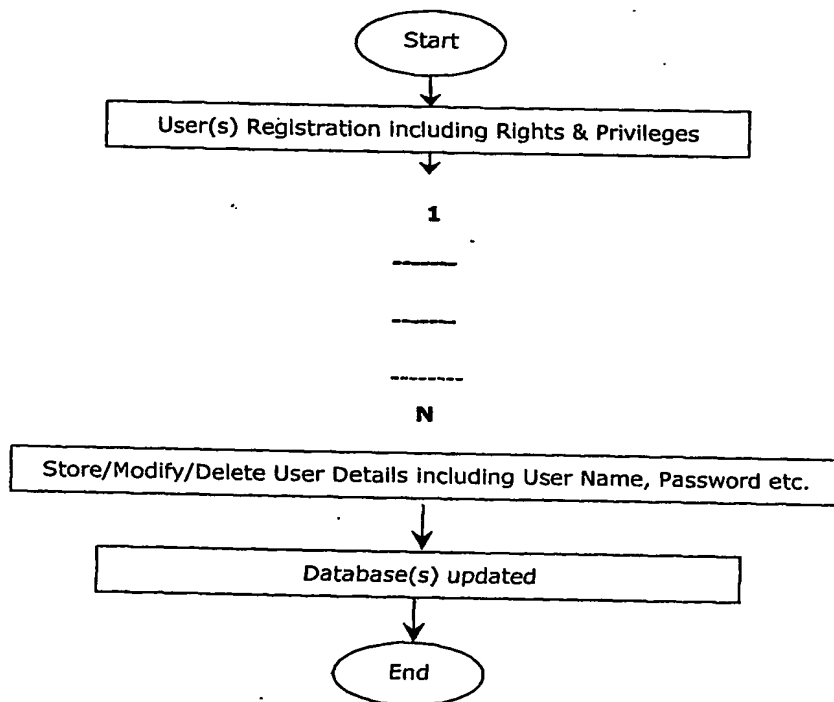 Start
User(s) Registration including Rights & Privileges
1
N
Store/Modify/Delete User Details including User Name, Password etc.
Database(s) updated
End